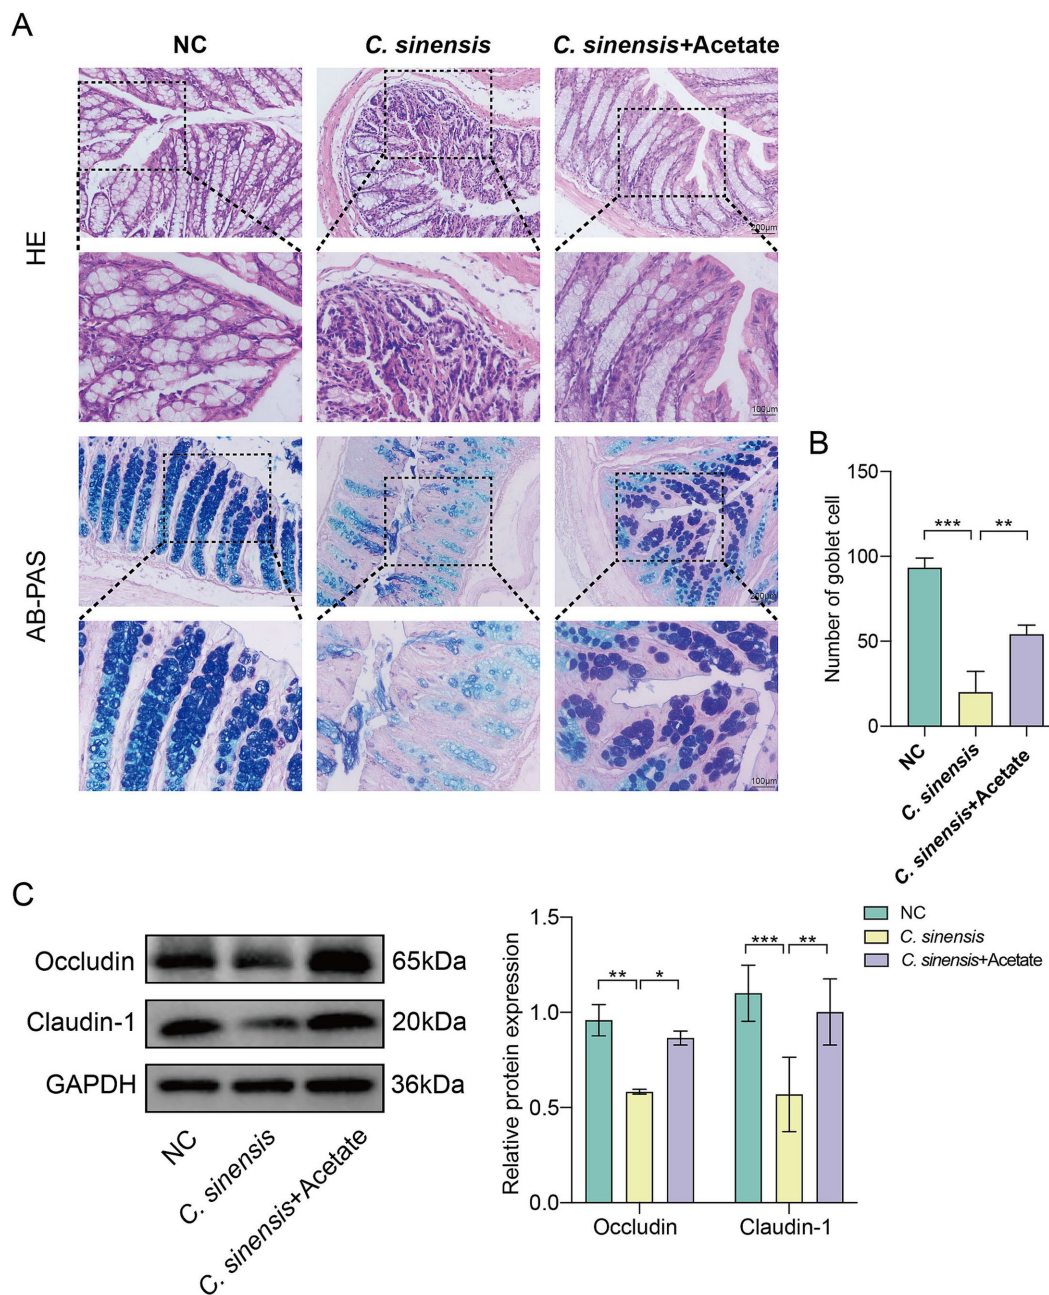 A
NC
C. sinensis
C. sinensis+Acetate
HE
200μm
100μm
AB-PAS
200μm
100μm
B
Number of goblet cell
150
100
50
0
***
**
NC
C. sinensis
C. sinensis+Acetate
C
Occludin
65kDa
Claudin-1
20kDa
GAPDH
36kDa
NC
C. sinensis
C. sinensis+Acetate
Relative protein expression
1.5
1.0
0.5
0.0
**
*
***
**
Occludin
Claudin-1
NC
C. sinensis
C. sinensis+Acetate